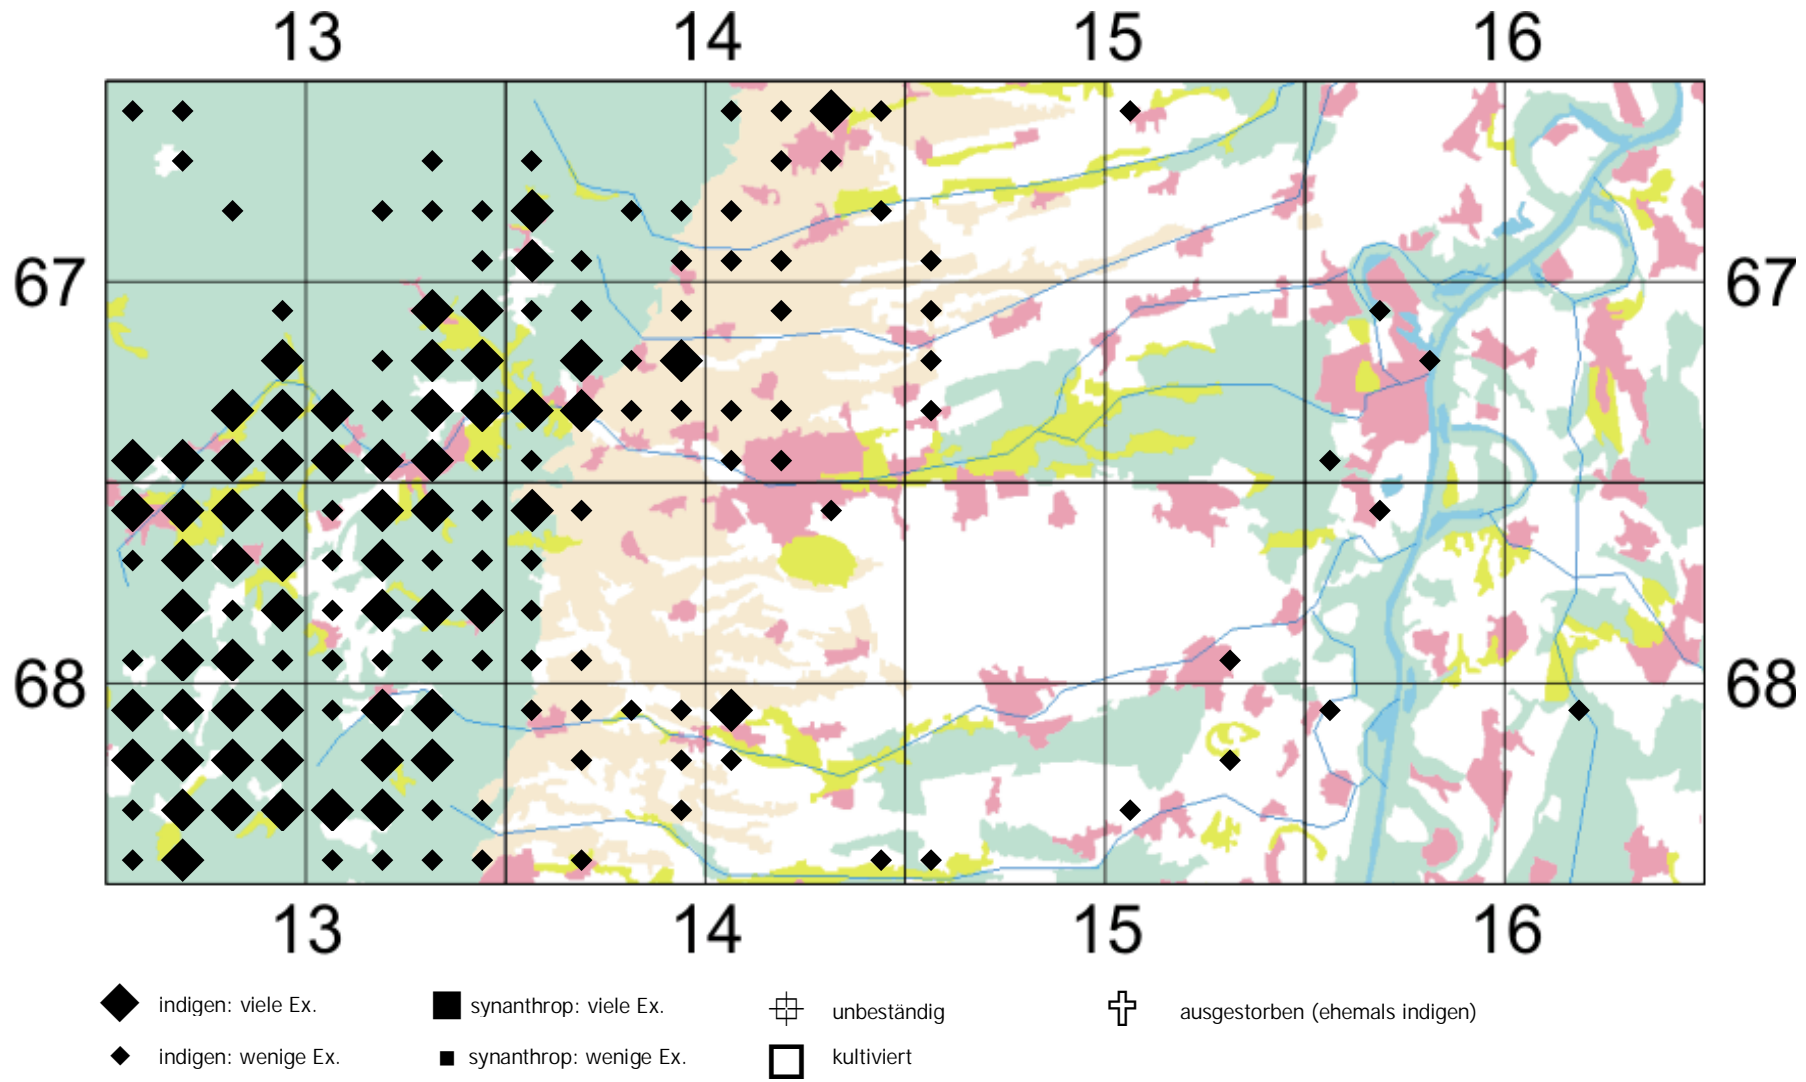 13 14 15 16
67 67
68 68
13 14 15 16
indigen: viele Ex. synanthrop: viele Ex. unbeständig ausgestorben (ehemals indigen)
indigen: wenige Ex. synanthrop: wenige Ex. kultiviert